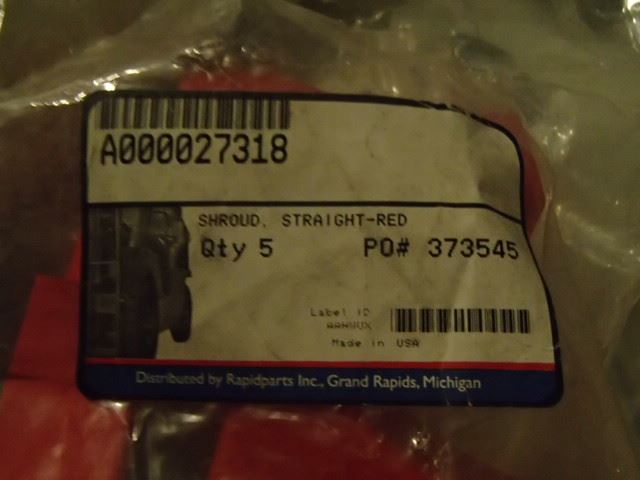 A000027318
SHROUD, STRAIGHT-RED
Qty 5 PO# 373545
Label ID
Made in USA
Distributed by Rapidparts Inc., Grand Rapids, Michigan